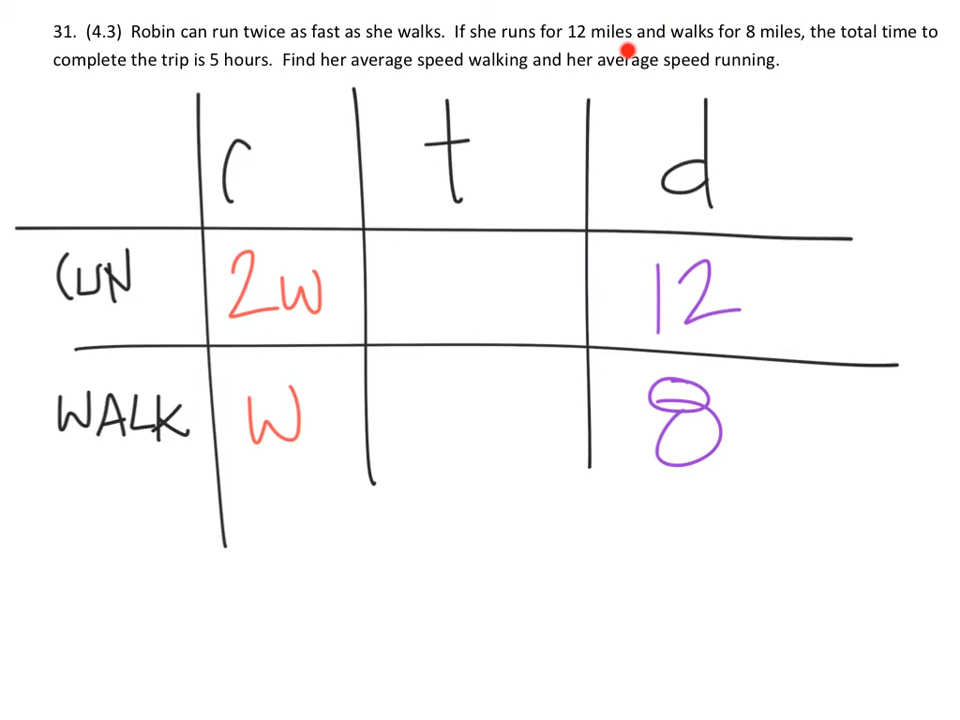 31. (4.3) Robin can run twice as fast as she walks. If she runs for 12 miles and walks for 8 miles, the total time to
complete the trip is 5 hours. Find her average speed walking and her average speed running.
r t d
RUN 2w 12
WALK w 8